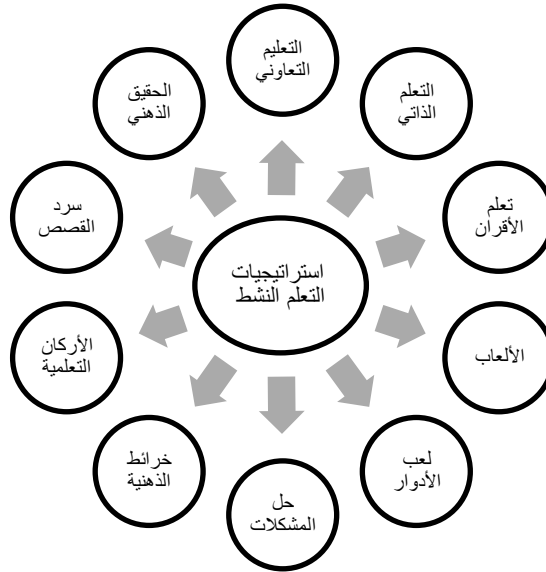 التعليم
التعاوني
التعلم
الذاتي
تعلم
الأقران
الألعاب
لعب
الأدوار
حل
المشكلات
خرائط
الذهنية
الأركان
التعلمية
سرد
القصص
الحقيق
الذهني
استراتيجيات
التعلم النشط